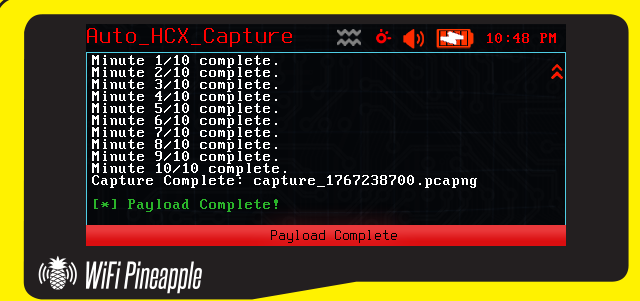 Auto_HCX_Capture 10:48 PM
Minute 1/10 complete.
Minute 2/10 complete.
Minute 3/10 complete.
Minute 4/10 complete.
Minute 5/10 complete.
Minute 6/10 complete.
Minute 7/10 complete.
Minute 8/10 complete.
Minute 9/10 complete.
Minute 10/10 complete.
Capture Complete: capture_1767238700.pcapng
[*] Payload Complete!
Payload Complete
WiFi Pineapple